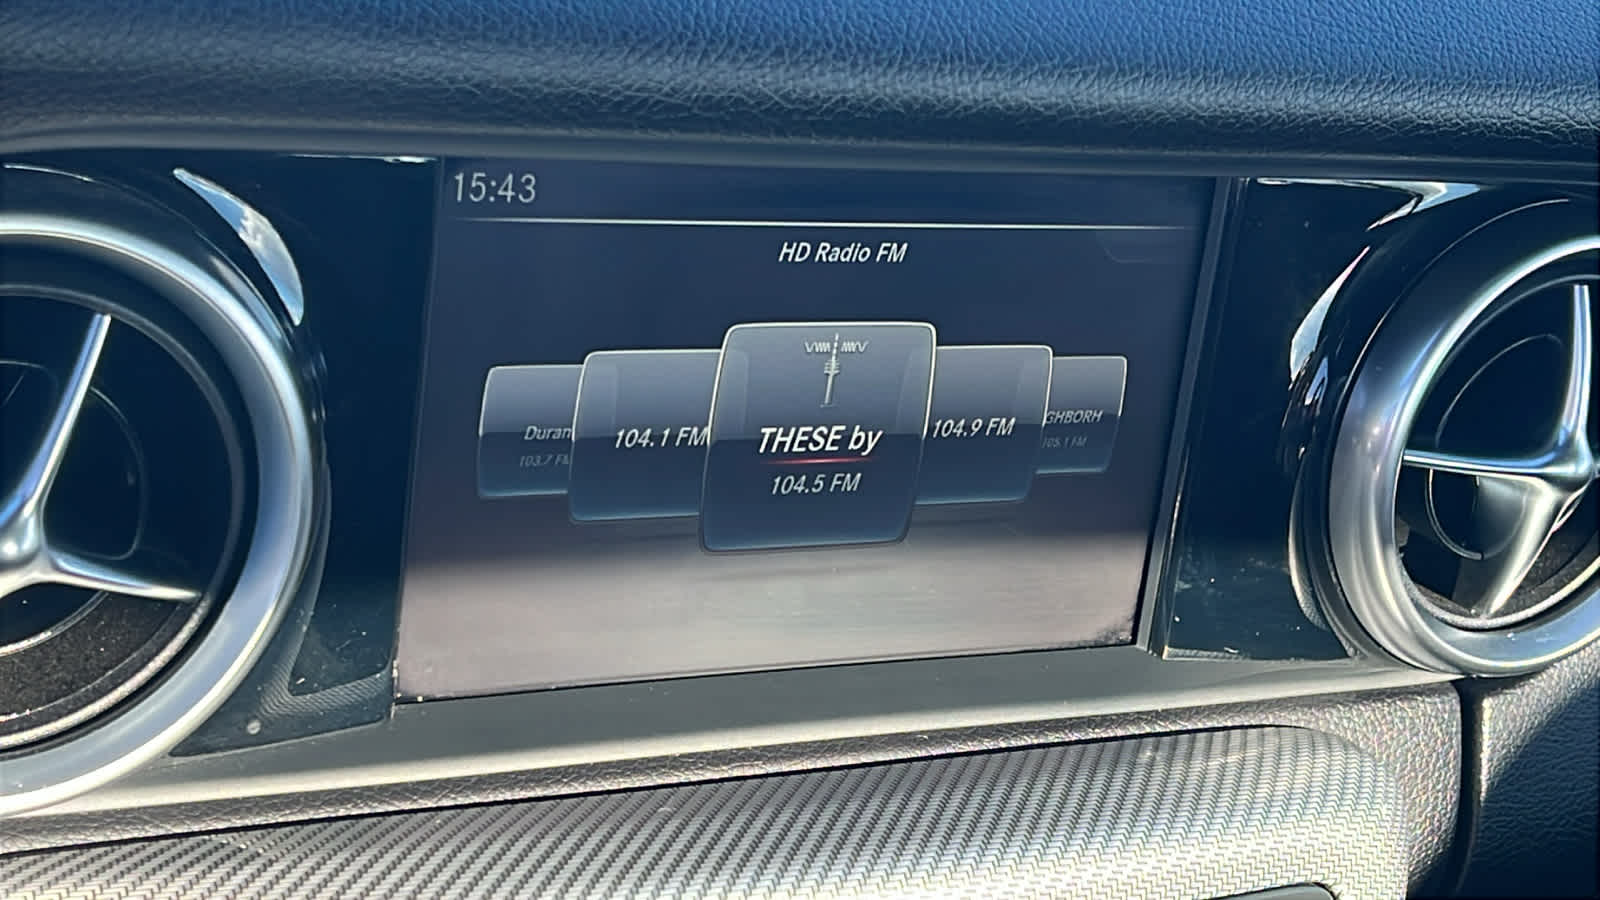 15:43
HD Radio FM
Duran
103.7 FM
104.1 FM
THESE by
104.5 FM
104.9 FM
GHBORH
105.1 FM